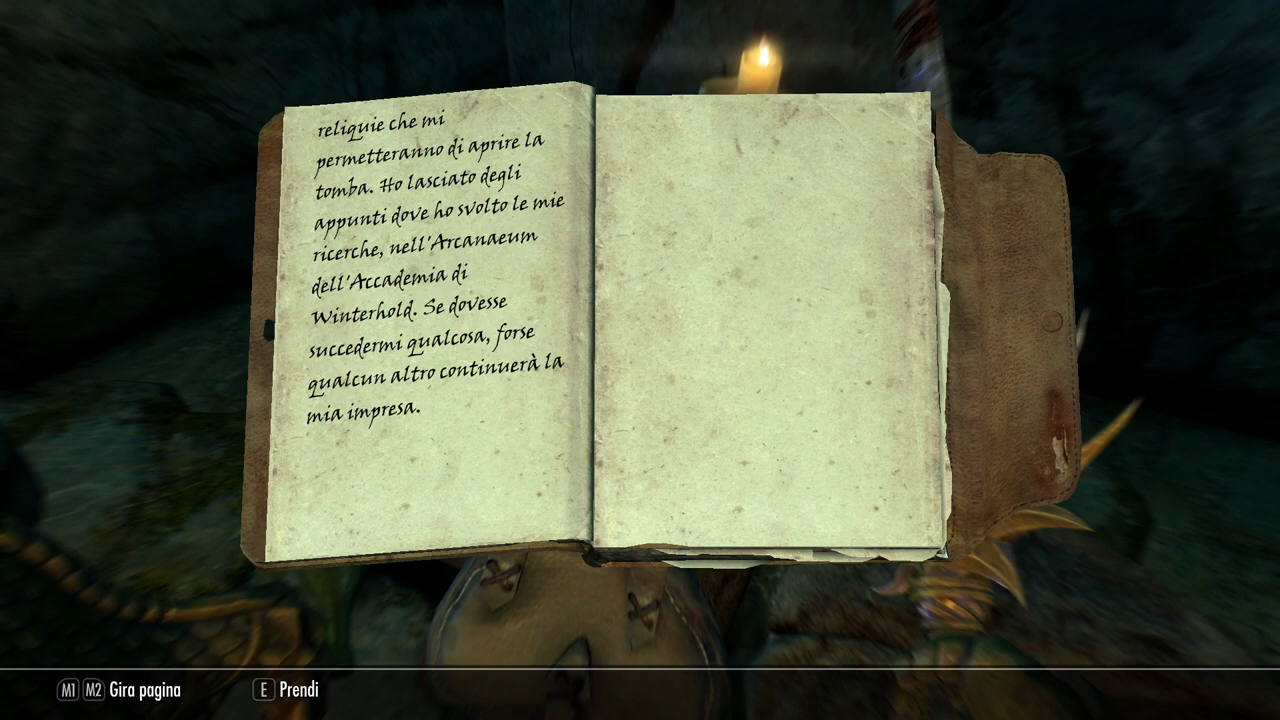 reliquie che mi
permetteranno di aprire la
tomba. Ho lasciato degli
appunti dove ho svolto le mie
ricerche, nell'Arcanaeum
dell'Accademia di
Winterhold. Se dovesse
succedermi qualcosa, forse
qualcun altro continuerà la
mia impresa.
M1 M2 Gira pagina E Prendi